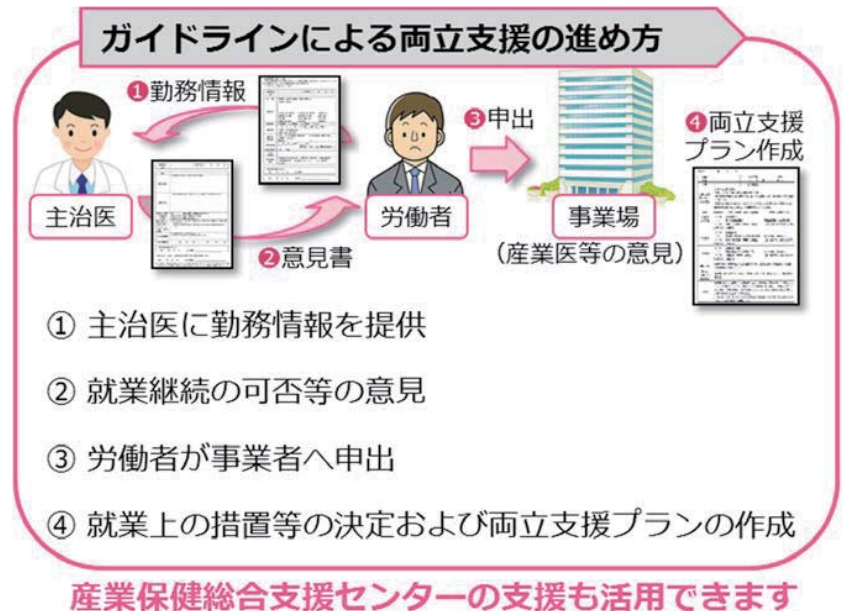 ガイドラインによる両立支援の進め方
❶勤務情報
❸申出
❹両立支援
プラン作成
主治医
労働者
事業場
❷意見書
(産業医等の意見)
① 主治医に勤務情報を提供
② 就業継続の可否等の意見
③ 労働者が事業者へ申出
④ 就業上の措置等の決定および両立支援プランの作成
産業保健総合支援センターの支援も活用できます